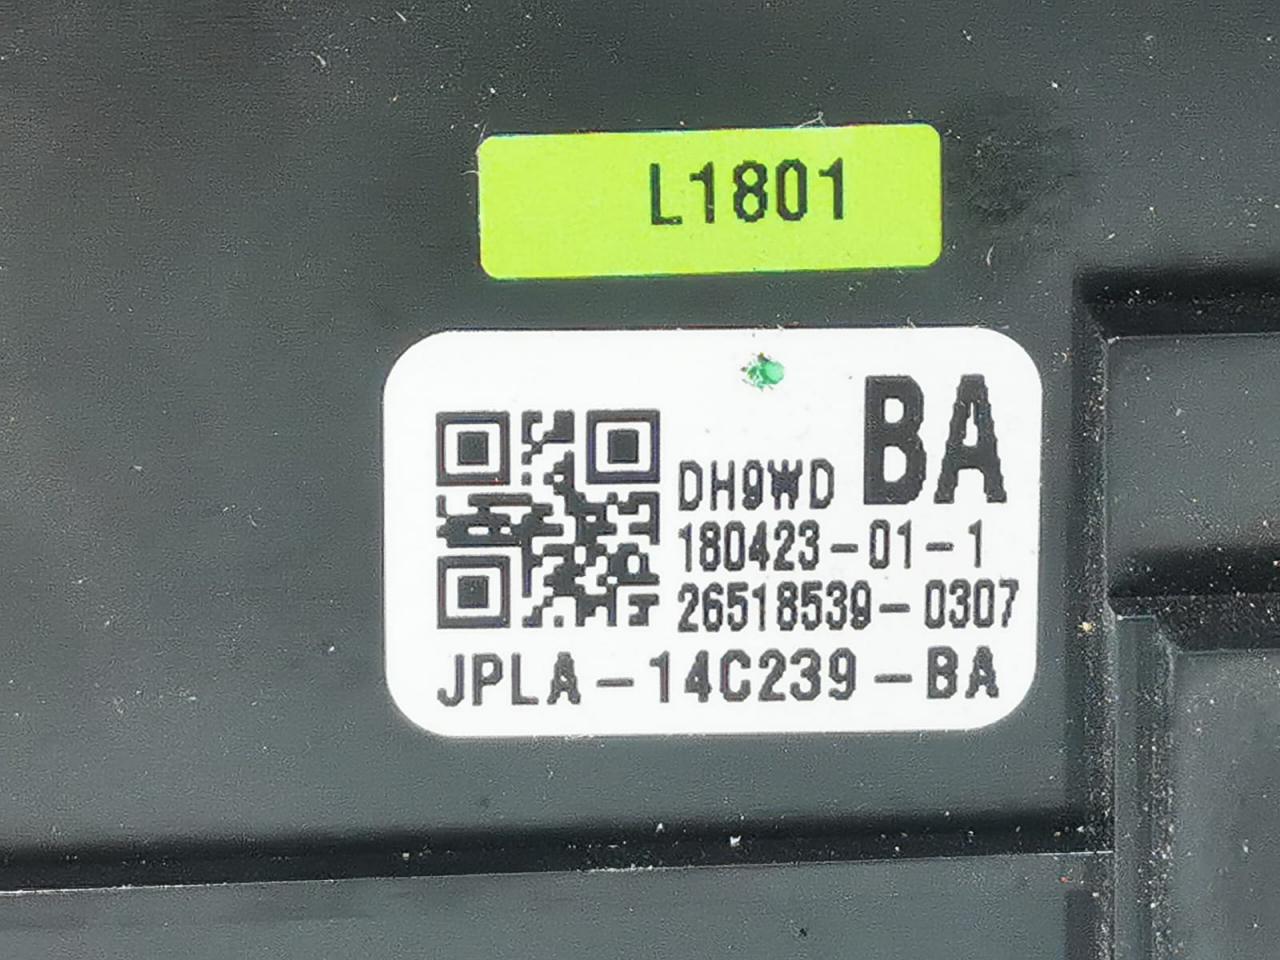 L1801
BA
DH9WD
180423-01-1
26518539-0307
JPLA-14C239-BA